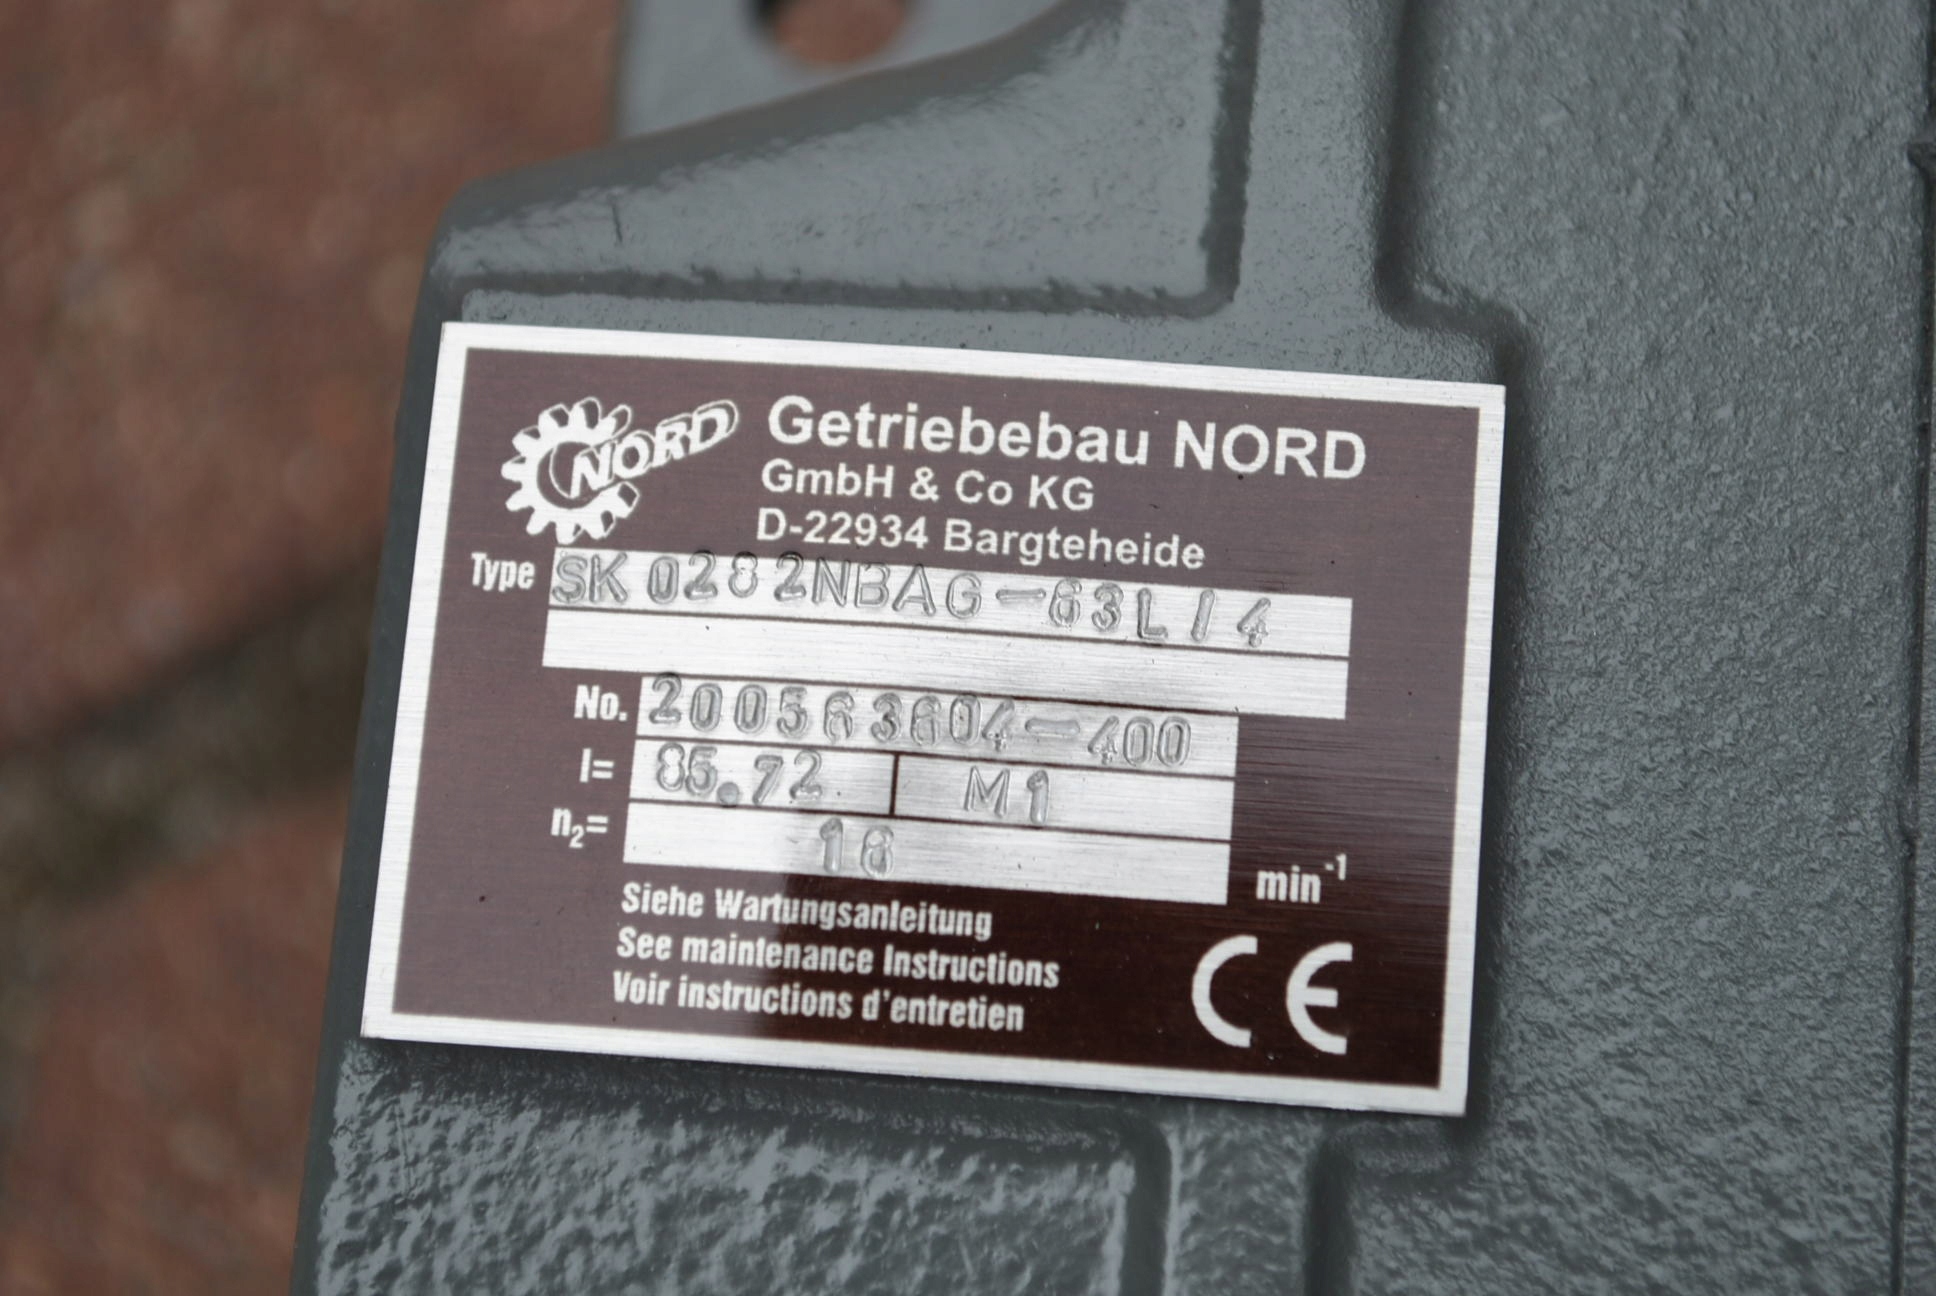 NORD
Getriebebau NORD
GmbH & Co KG
D-22934 Bargteheide
Type SK 0282NBAG-63L/4
No. 200563604-400
I= 85.72 M1
n₂= 16 min⁻¹
Siehe Wartungsanleitung
See maintenance Instructions
Voir instructions d'entretien
CE